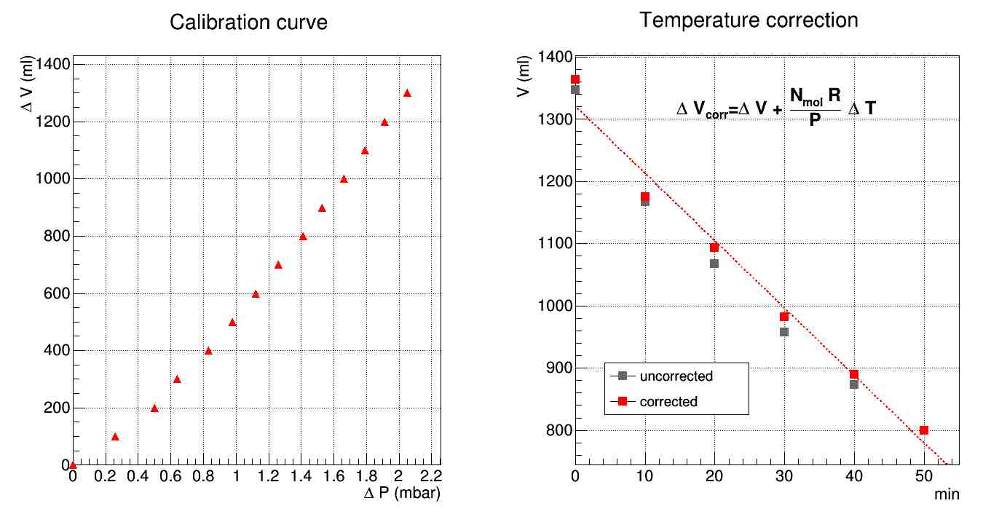 Calibration curve
Δ V (ml)
1400
1200
1000
800
600
400
200
0
0 0.2 0.4 0.6 0.8 1 1.2 1.4 1.6 1.8 2 2.2
Δ P (mbar)
Temperature correction
V (ml)
1400
1300
1200
1100
1000
900
800
Δ Vcorr=Δ V + Nmol R / P Δ T
uncorrected
corrected
0 10 20 30 40 50
min